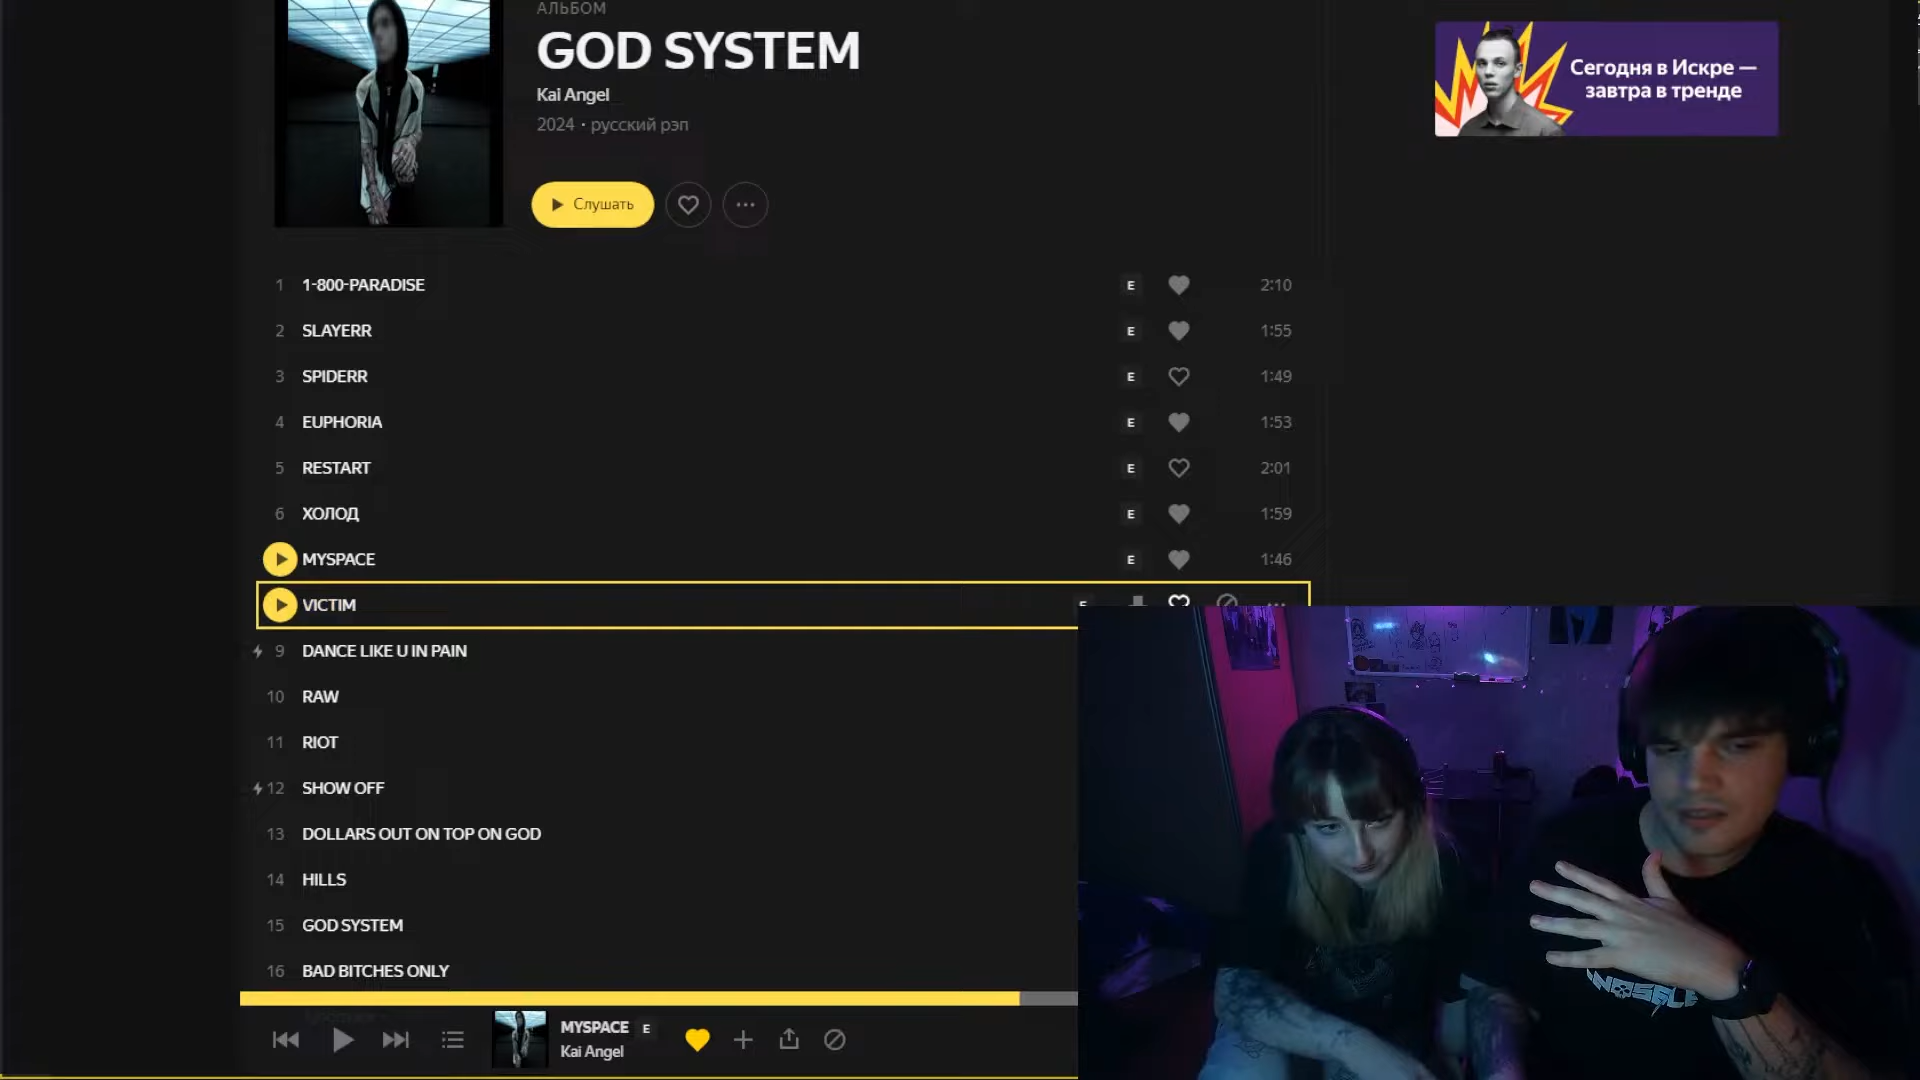 АЛЬБОМ
GOD SYSTEM
Kai Angel
2024 · русский рэп
Слушать
Сегодня в Искре —
завтра в тренде
1 1-800-PARADISE E 2:10
2 SLAYERR E 1:55
3 SPIDERR E 1:49
4 EUPHORIA E 1:53
5 RESTART E 2:01
6 ХОЛОД E 1:59
MYSPACE E 1:46
VICTIM E
9 DANCE LIKE U IN PAIN
10 RAW
11 RIOT
12 SHOW OFF
13 DOLLARS OUT ON TOP ON GOD
14 HILLS
15 GOD SYSTEM
16 BAD BITCHES ONLY
MYSPACE E
Kai Angel